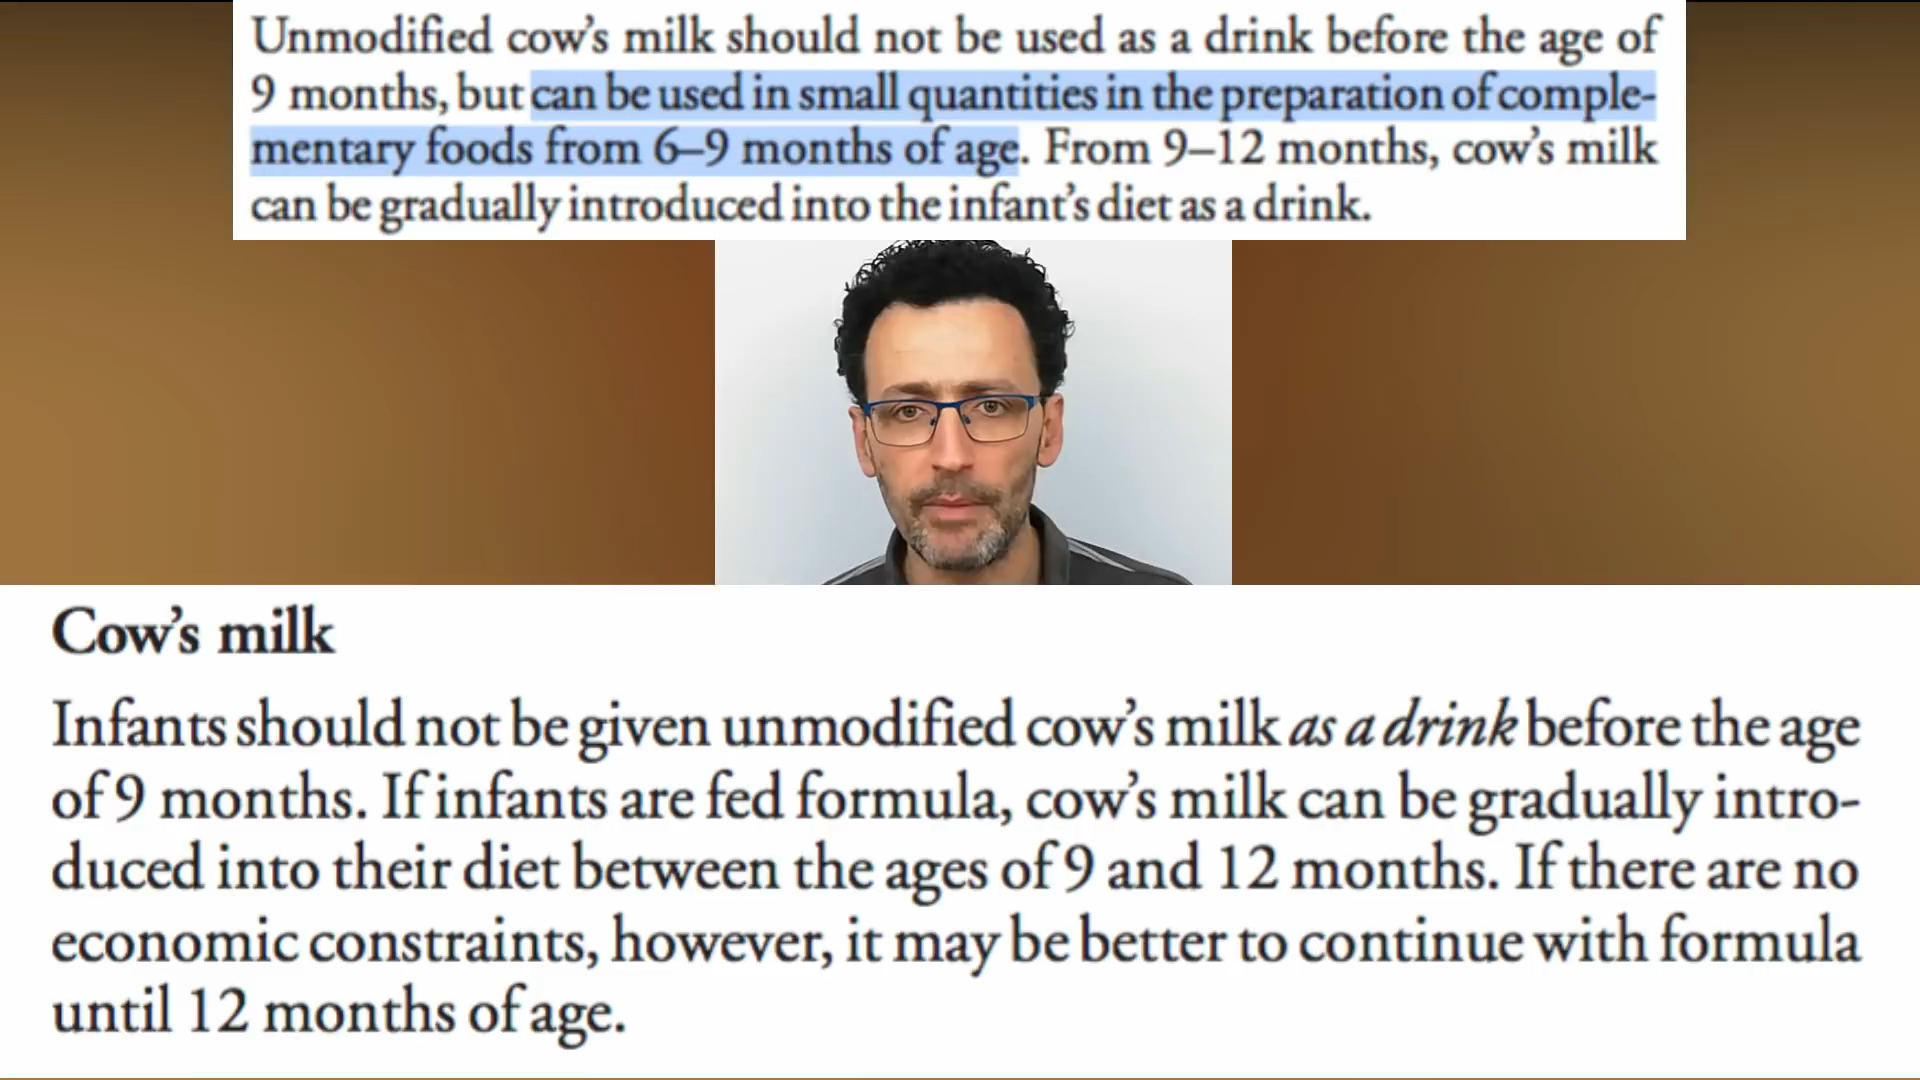 Unmodified cow’s milk should not be used as a drink before the age of
9 months, but can be used in small quantities in the preparation of comple-
mentary foods from 6–9 months of age. From 9–12 months, cow’s milk
can be gradually introduced into the infant’s diet as a drink.
Cow’s milk
Infants should not be given unmodified cow’s milk as a drink before the age
of 9 months. If infants are fed formula, cow’s milk can be gradually intro-
duced into their diet between the ages of 9 and 12 months. If there are no
economic constraints, however, it may be better to continue with formula
until 12 months of age.